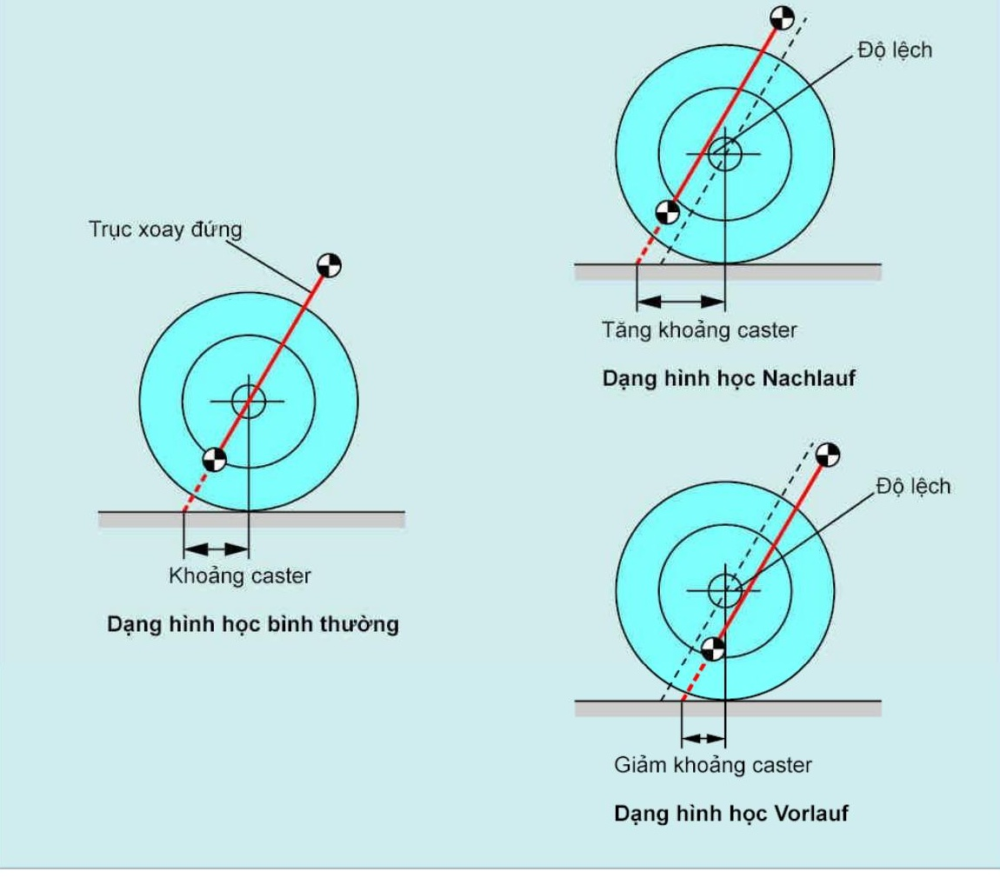 Trục xoay đứng
Khoảng caster
Dạng hình học bình thường
Độ lệch
Tăng khoảng caster
Dạng hình học Nachlauf
Độ lệch
Giảm khoảng caster
Dạng hình học Vorlauf